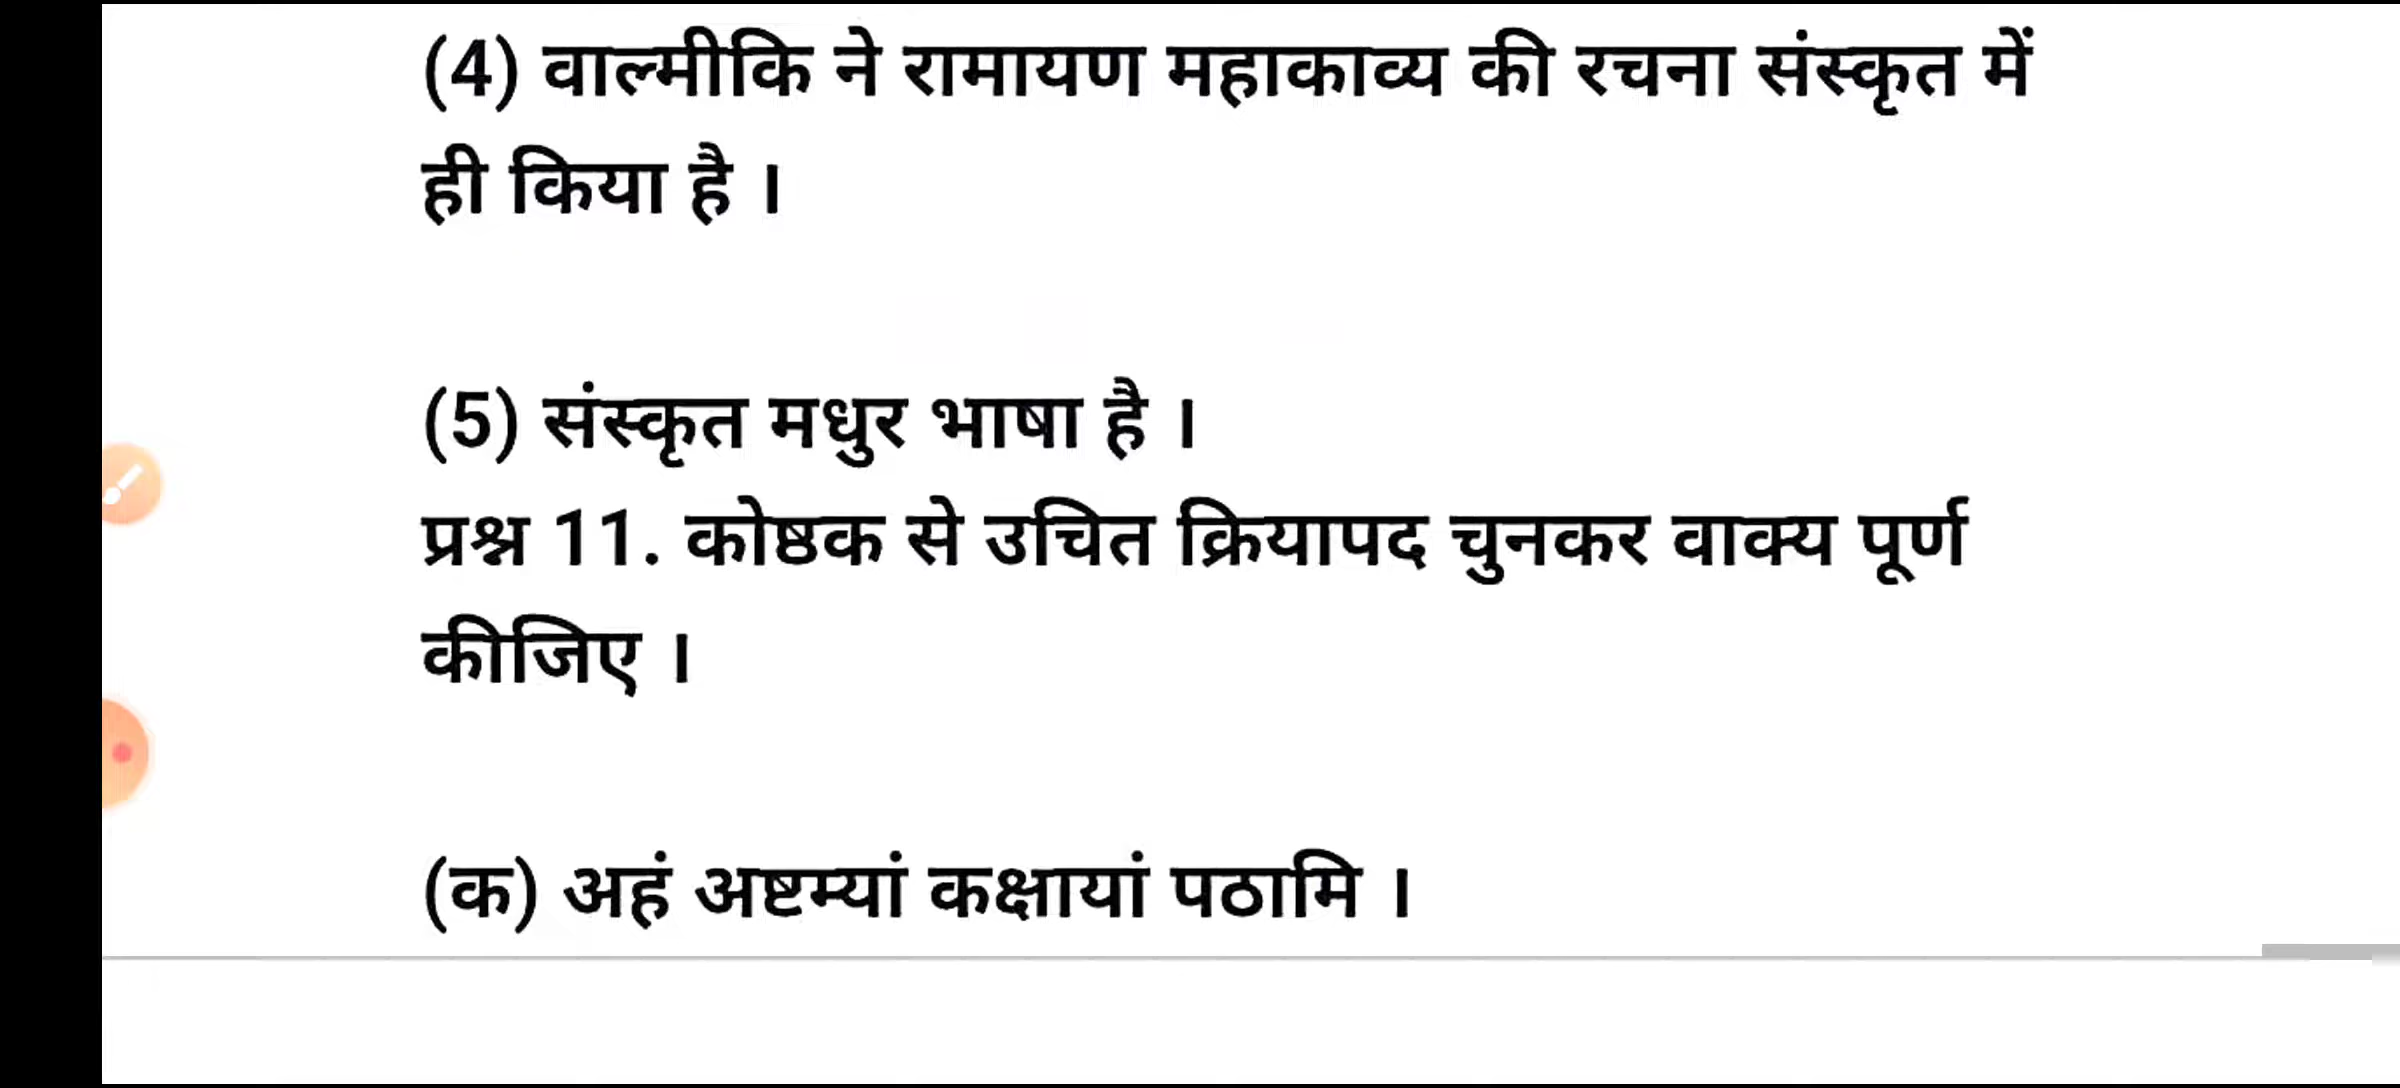 (4) वाल्मीकि ने रामायण महाकाव्य की रचना संस्कृत में
ही किया है ।
(5) संस्कृत मधुर भाषा है ।
प्रश्न 11. कोष्ठक से उचित क्रियापद चुनकर वाक्य पूर्ण
कीजिए ।
(क) अहं अष्टम्यां कक्षायां पठामि ।